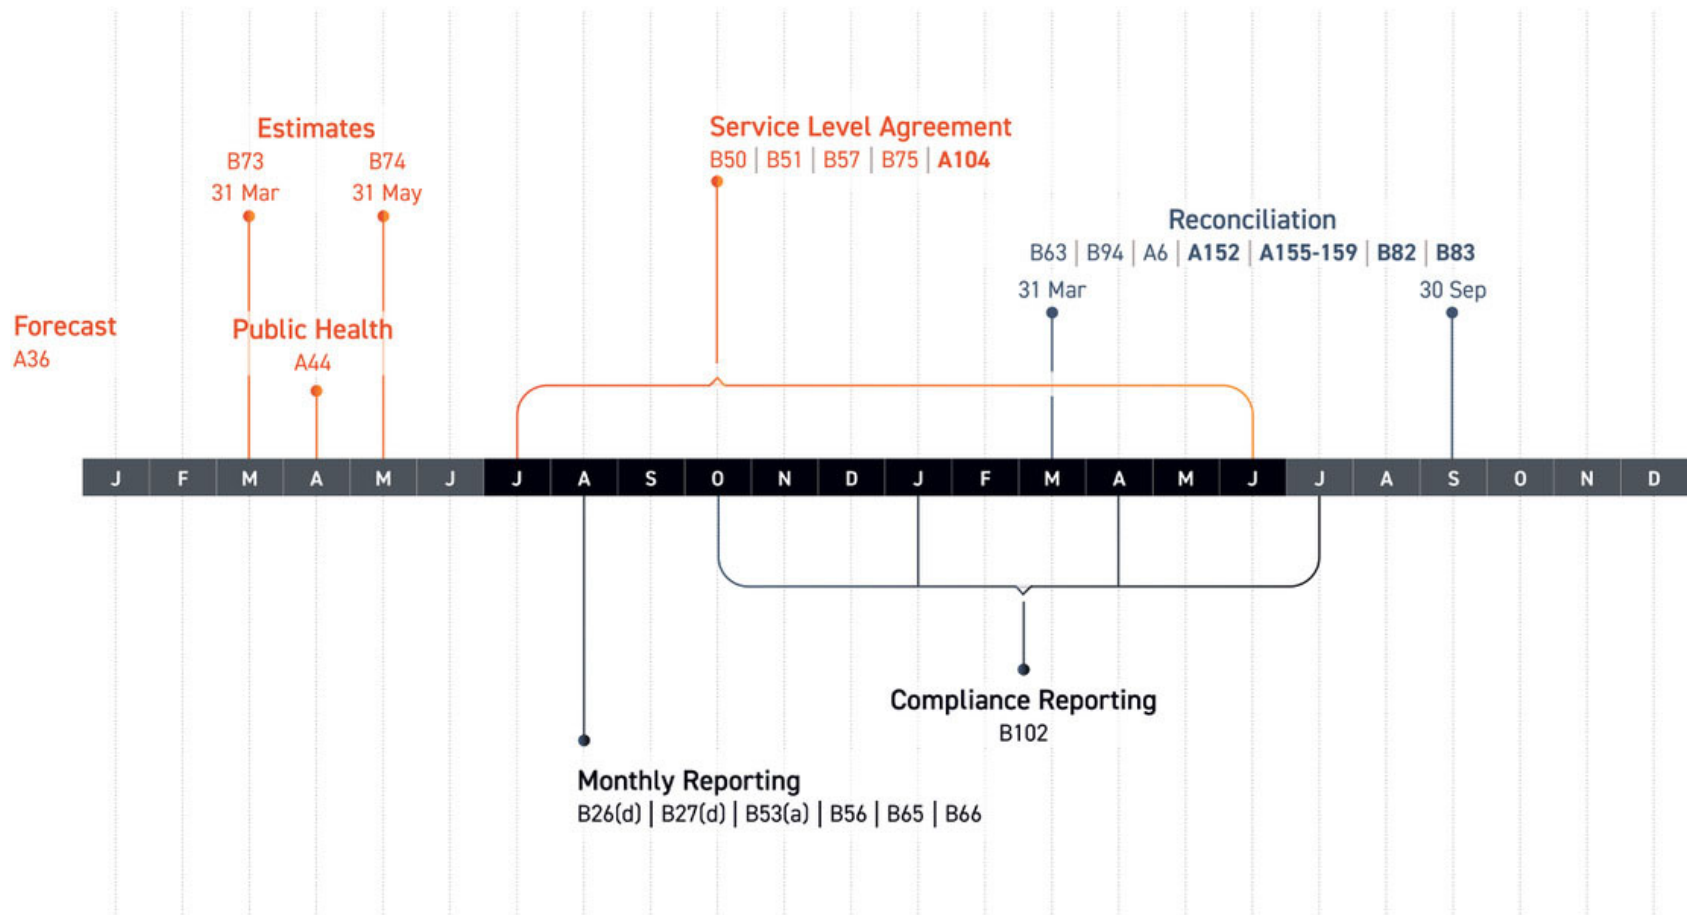 Estimates
B73
31 Mar
B74
31 May
Service Level Agreement
B50 | B51 | B57 | B75 | A104
Reconciliation
B63 | B94 | A6 | A152 | A155-159 | B82 | B83
31 Mar
30 Sep
Forecast
A36
Public Health
A44
J F M A M J J A S O N D J F M A M J J A S O N D
Compliance Reporting
B102
Monthly Reporting
B26(d) | B27(d) | B53(a) | B56 | B65 | B66